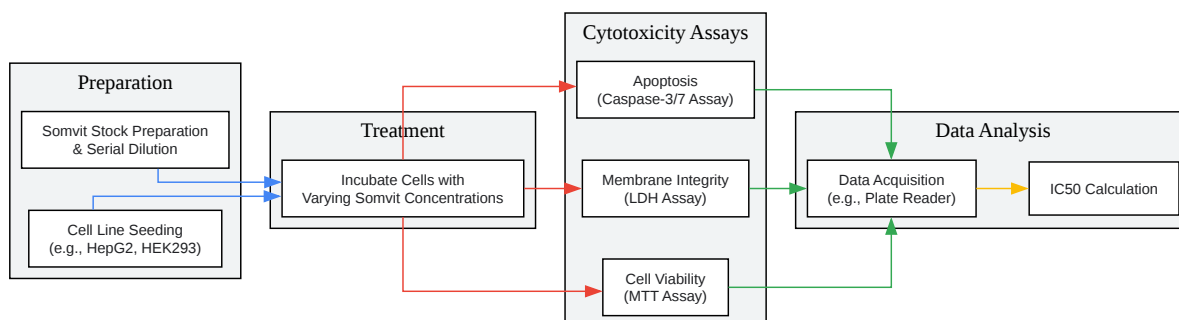 Preparation
Somvit Stock Preparation
& Serial Dilution
Cell Line Seeding
(e.g., HepG2, HEK293)
Treatment
Incubate Cells with
Varying Somvit Concentrations
Cytotoxicity Assays
Apoptosis
(Caspase-3/7 Assay)
Membrane Integrity
(LDH Assay)
Cell Viability
(MTT Assay)
Data Analysis
Data Acquisition
(e.g., Plate Reader)
IC50 Calculation